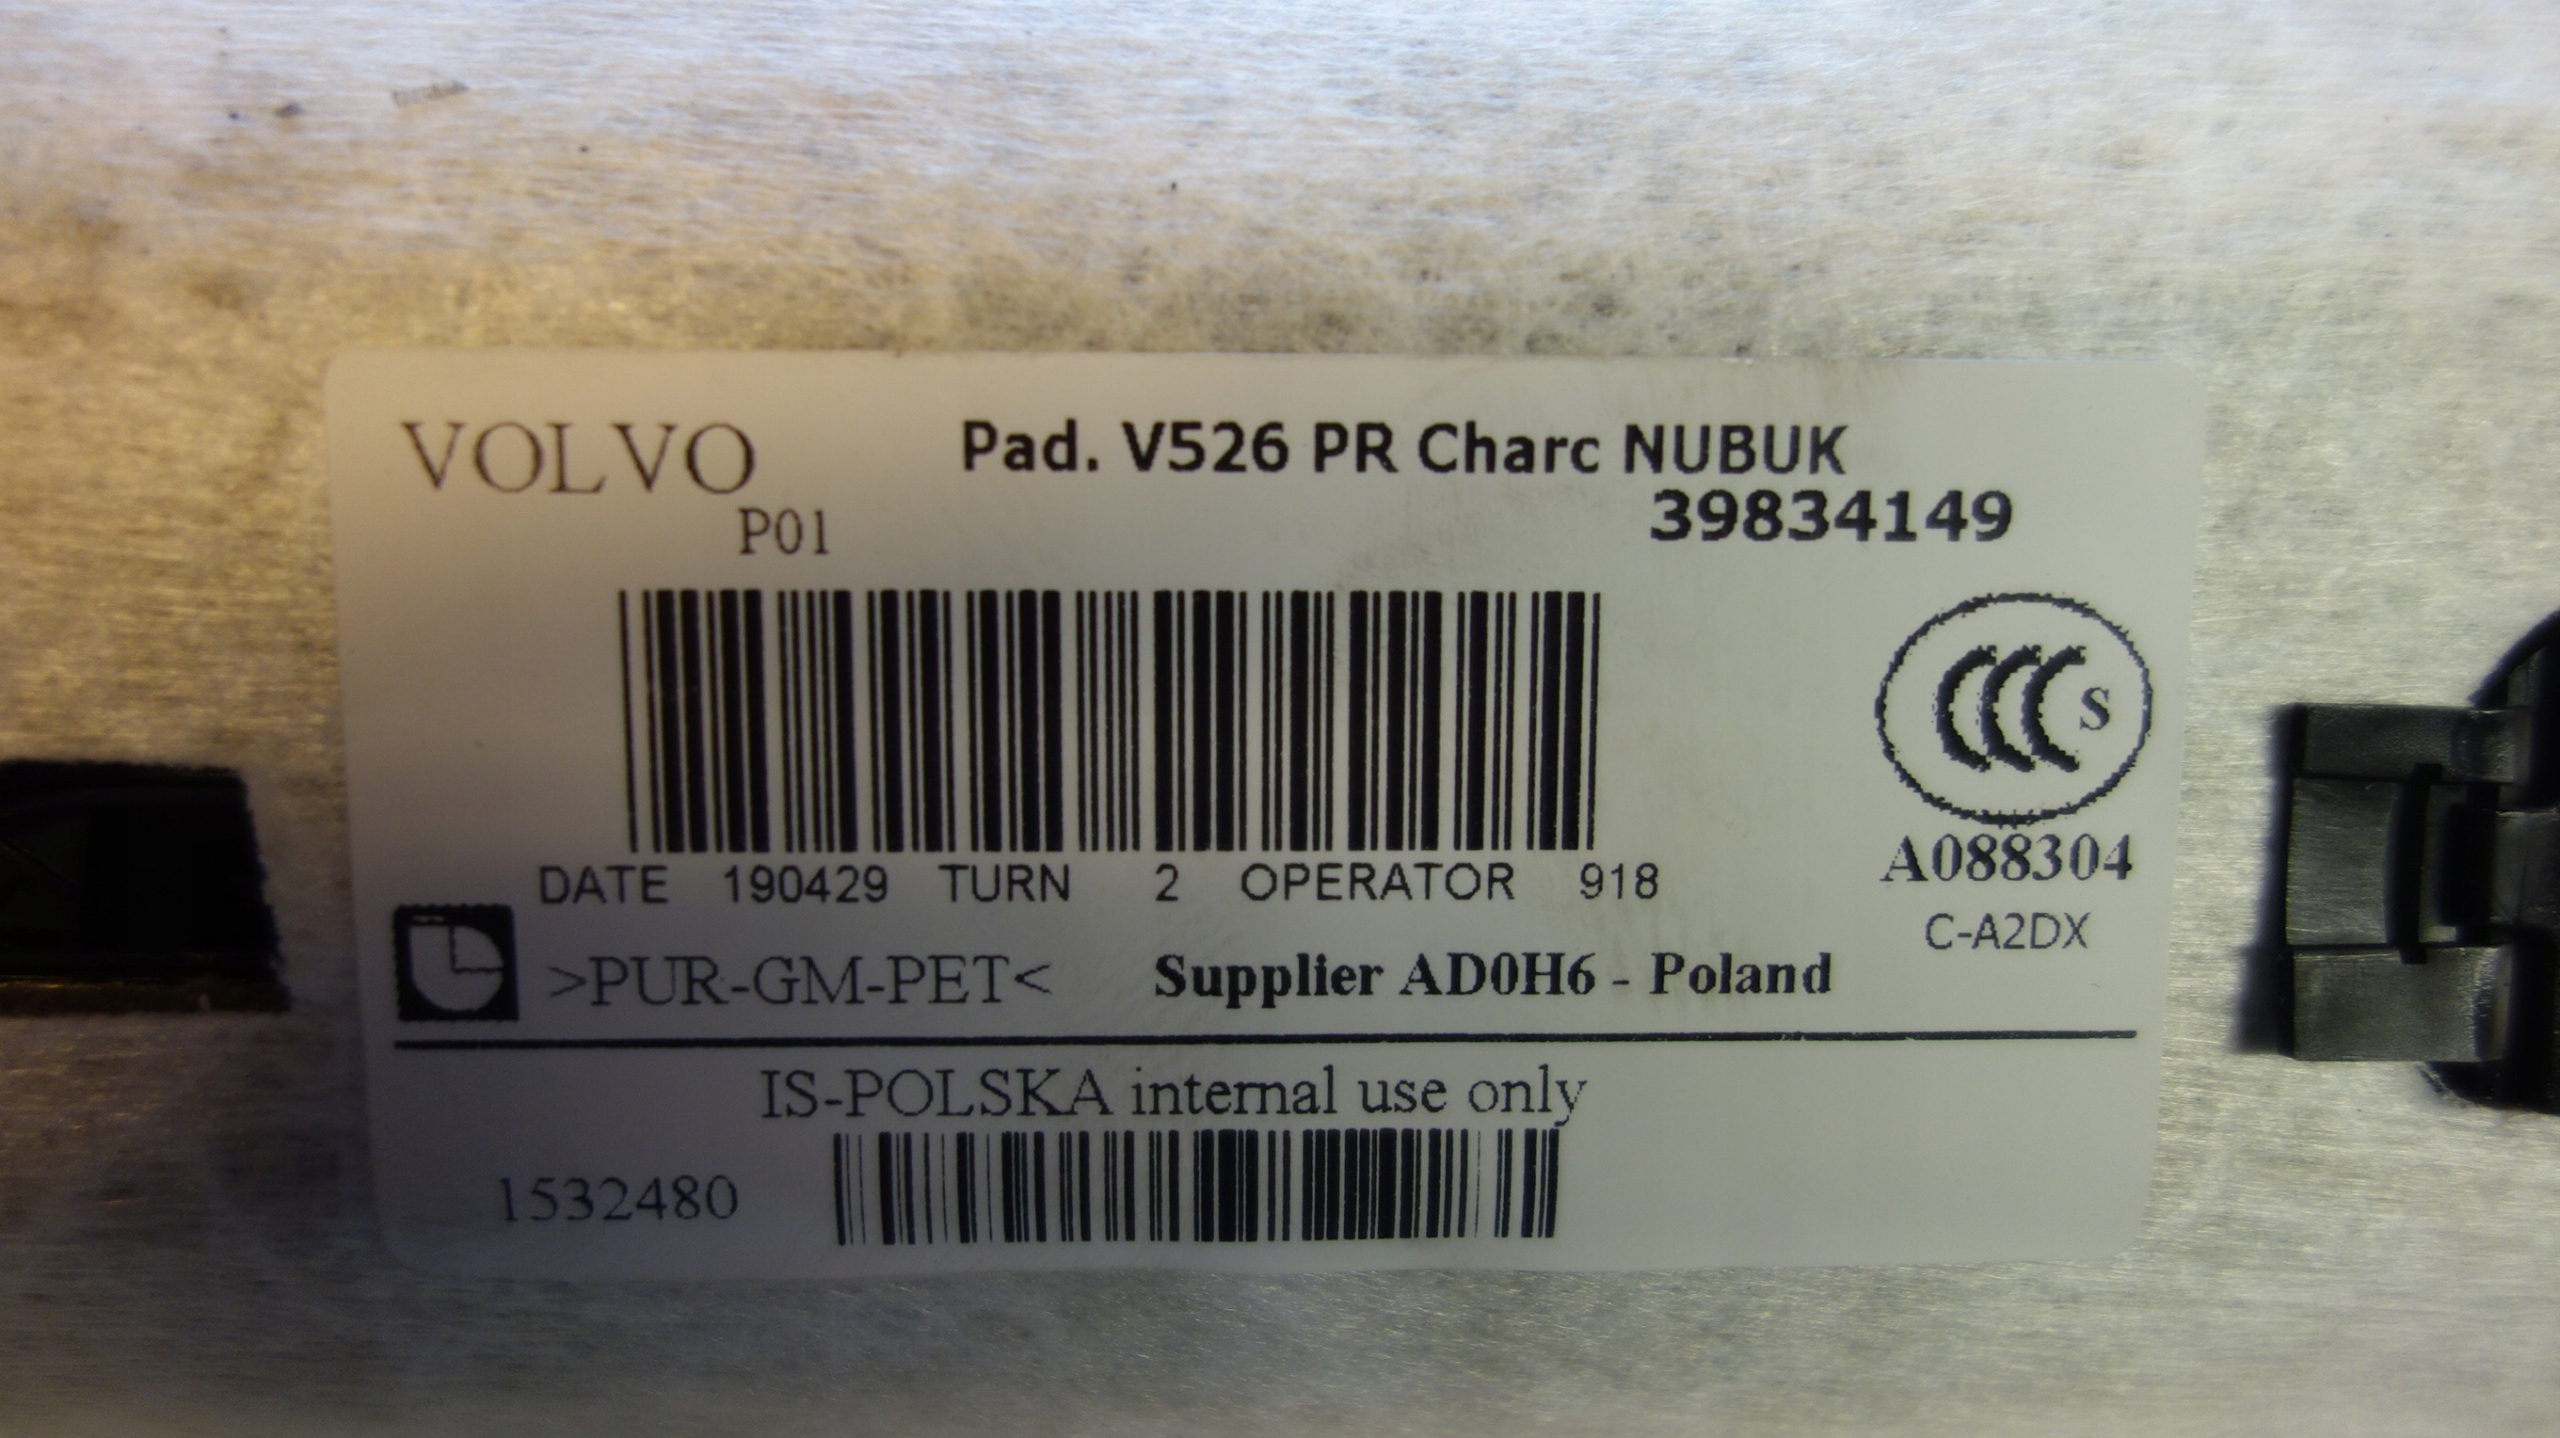 VOLVO
Pad. V526 PR Charc NUBUK
P01
39834149
CCC S
A088304
C-A2DX
DATE 190429 TURN 2 OPERATOR 918
>PUR-GM-PET<
Supplier AD0H6 - Poland
IS-POLSKA internal use only
1532480